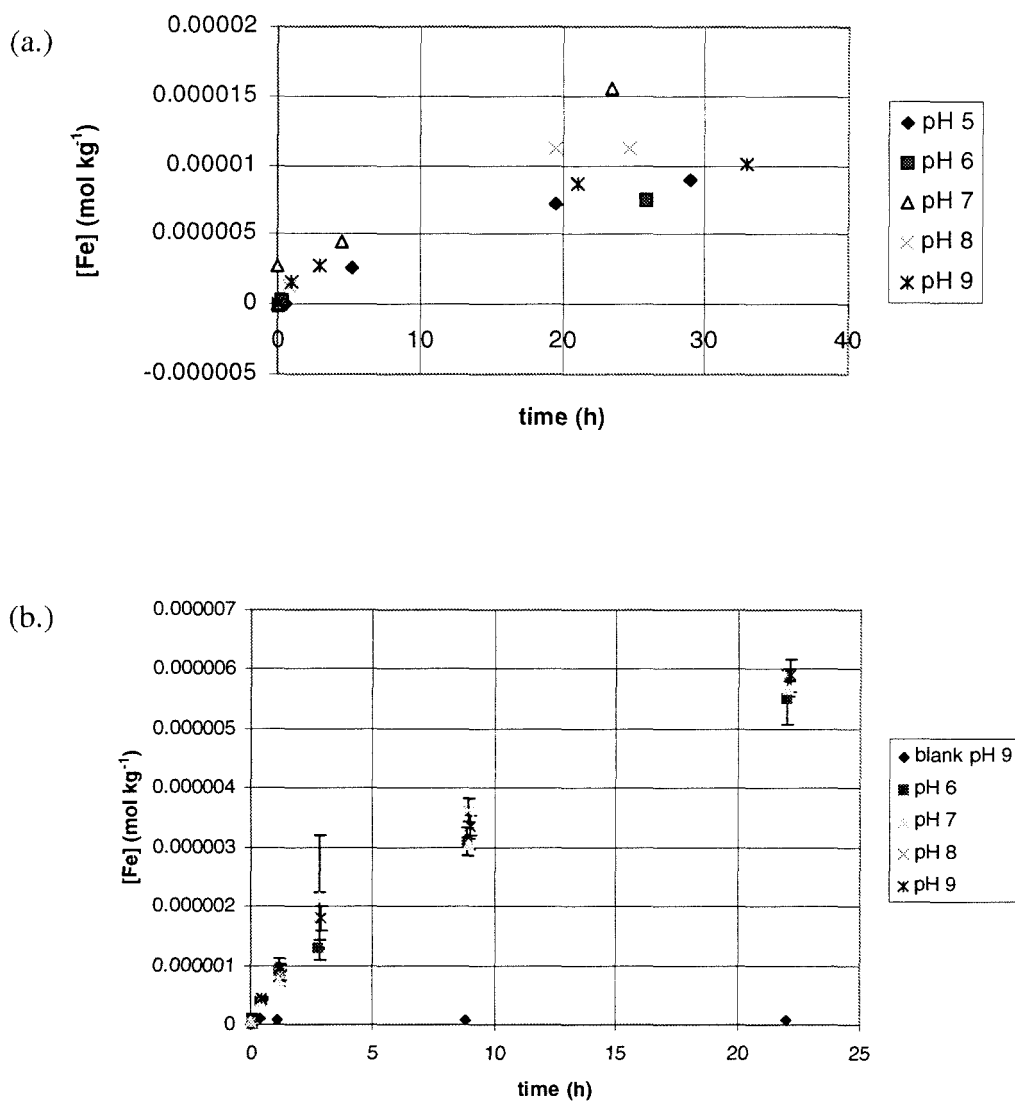 (a.)
0.00002
0.000015
0.00001
0.000005
0
-0.000005
[Fe] (mol kg⁻¹)
0 10 20 30 40
time (h)
pH 5
pH 6
pH 7
pH 8
pH 9
(b.)
0.000007
0.000006
0.000005
0.000004
0.000003
0.000002
0.000001
0
[Fe] (mol kg⁻¹)
0 5 10 15 20 25
time (h)
blank pH 9
pH 6
pH 7
pH 8
pH 9